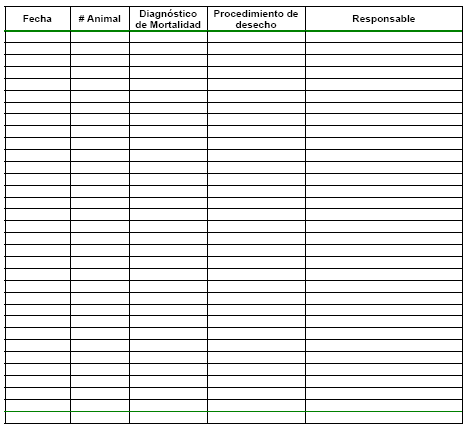 Fecha # Animal Diagnóstico de Mortalidad Procedimiento de desecho Responsable